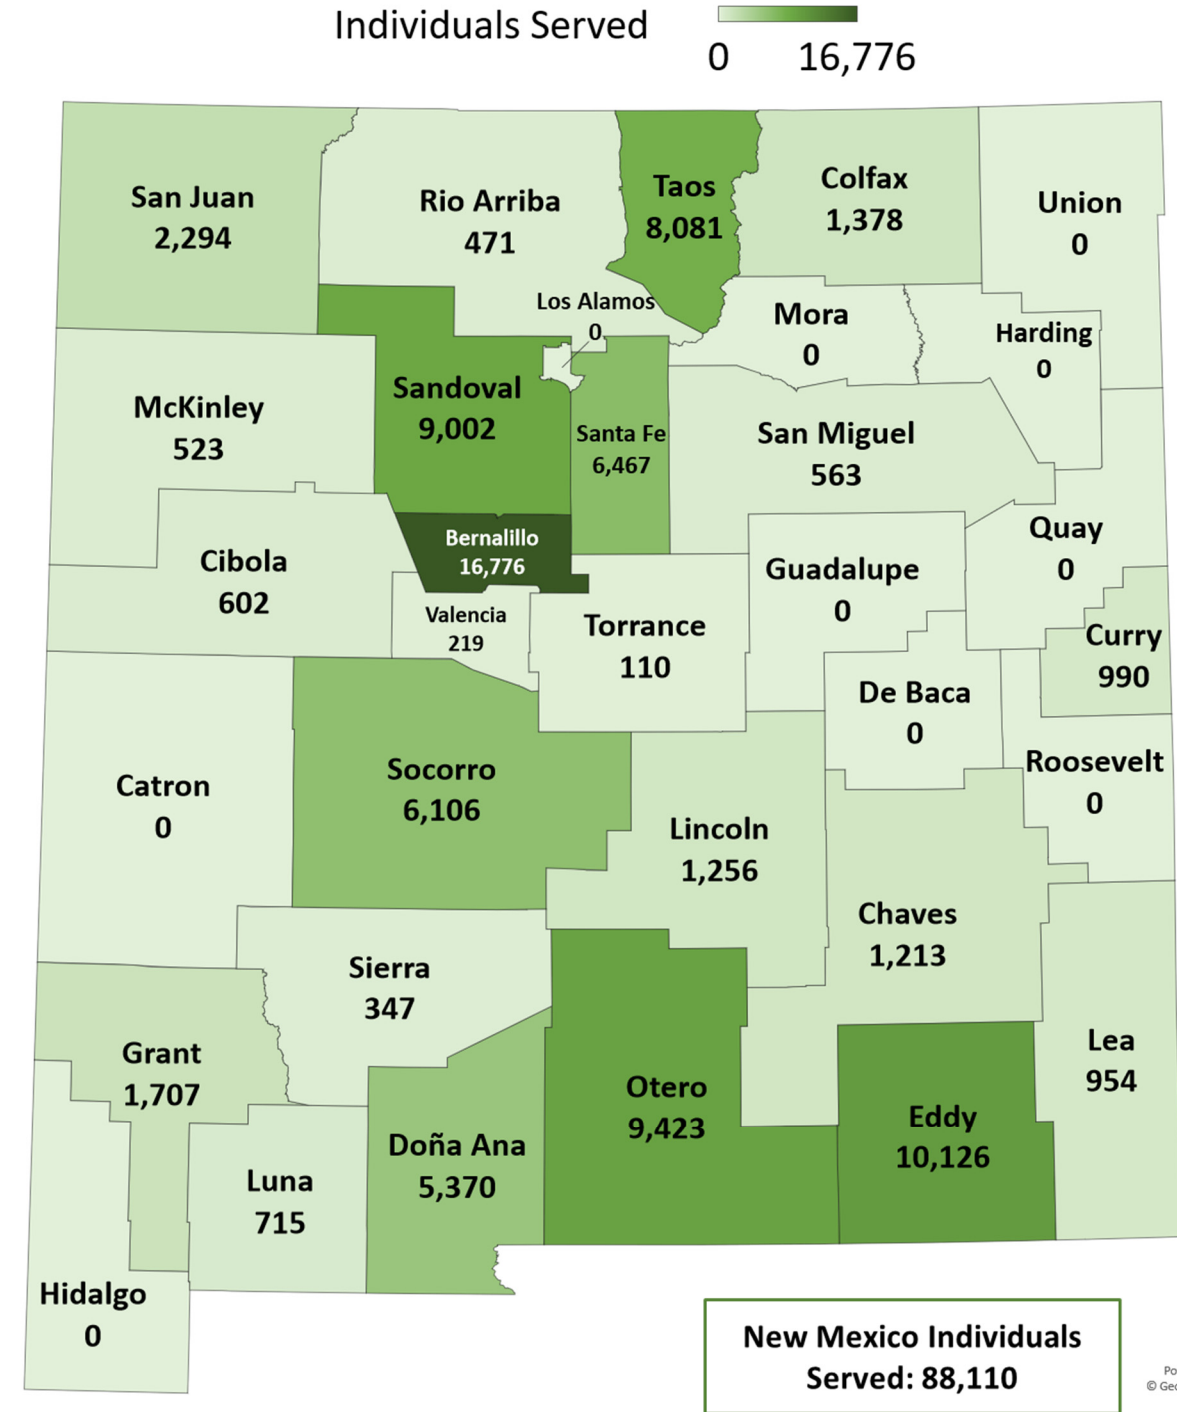 Individuals Served
0 16,776
San Juan
2,294
Rio Arriba
471
Taos
8,081
Colfax
1,378
Union
0
Los Alamos
0
Mora
0
Harding
0
McKinley
523
Sandoval
9,002
Santa Fe
6,467
San Miguel
563
Cibola
602
Bernalillo
16,776
Valencia
219
Torrance
110
Guadalupe
0
Quay
0
Curry
990
De Baca
0
Roosevelt
0
Catron
0
Socorro
6,106
Lincoln
1,256
Chaves
1,213
Sierra
347
Grant
1,707
Otero
9,423
Eddy
10,126
Lea
954
Doña Ana
5,370
Luna
715
Hidalgo
0
New Mexico Individuals
Served: 88,110
Po
© Geo